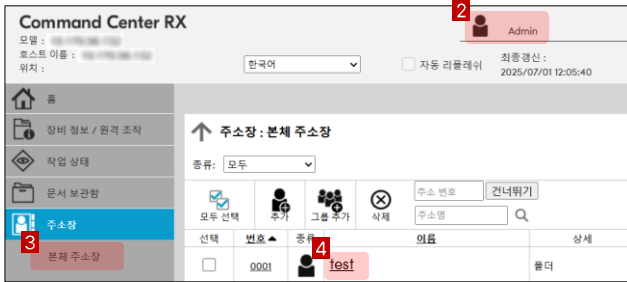 Command Center RX
2
Admin
모델 :
호스트 이름 :
위치 :
한국어
자동 리플레쉬
최종갱신 :
2025/07/01 12:05:40
홈
장비 정보 / 원격 조작
작업 상태
문서 보관함
주소장
3
본체 주소장
주소장 : 본체 주소장
종류: 모두
모두 선택
추가
그룹 추가
삭제
주소 번호
건너뛰기
주소명
선택 번호 종류 이름 상세
4
0001 test 폴더